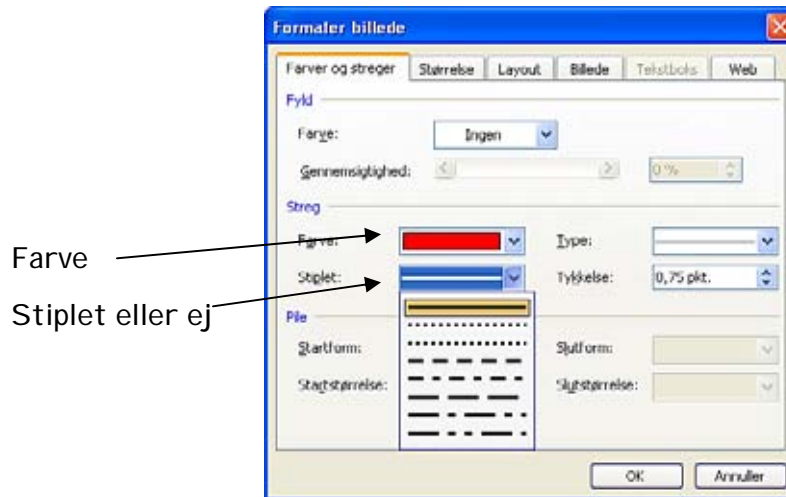 Formater billede
Farver og streger Størrelse Layout Billede Tekstboks Web
Fyld
Farve: Ingen
Gennemsigtighed: 0 %
Streg
Farve: Type:
Farve
Stiplet: Tykkelse: 0,75 pkt.
Stiplet eller ej
Pile
Startform: Slutform:
Startstørrelse: Slutstørrelse:
OK Annuller